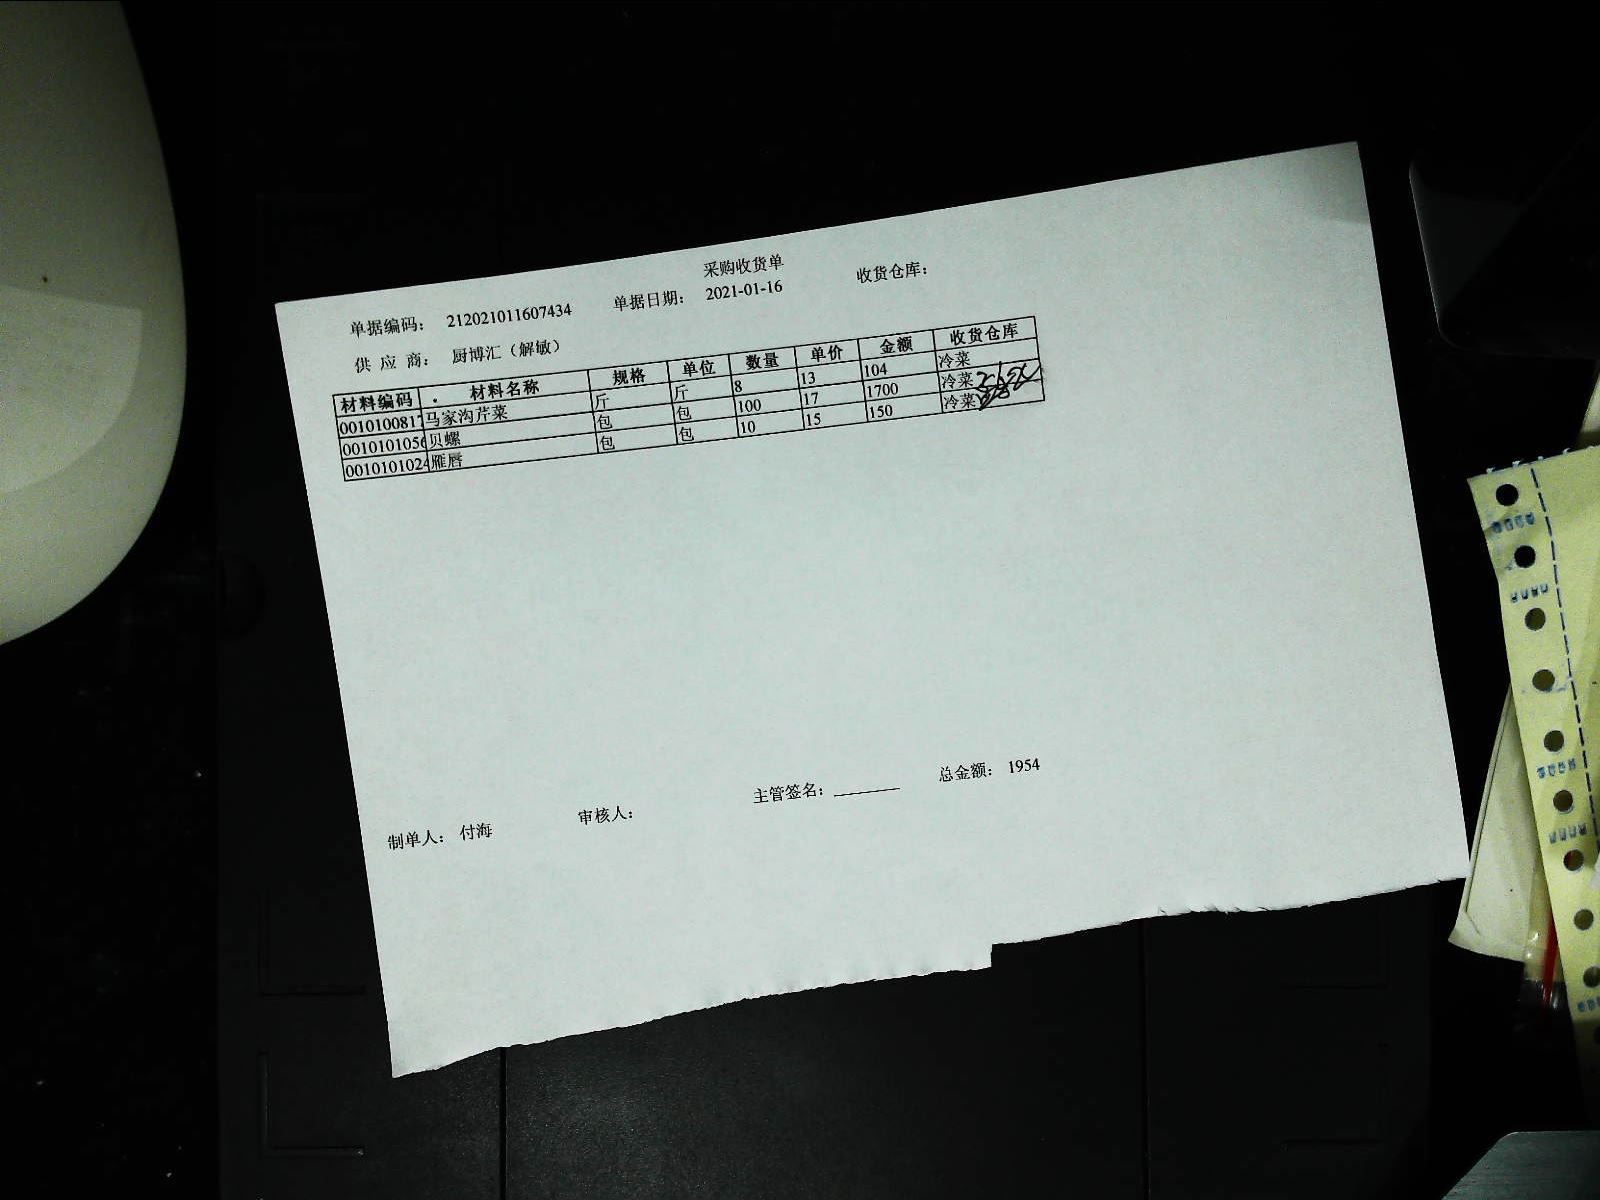 采购收货单
单据编码： 212021011607434 单据日期： 2021-01-16 收货仓库：
供 应 商： 厨博汇（解敏）
材料编码 材料名称 规格 单位 数量 单价 金额 收货仓库
0010100817 马家沟芹菜 斤 斤 8 13 104 冷菜
0010101056 贝螺 包 包 100 17 1700 冷菜
0010101024 雁唇 包 包 10 15 150 冷菜
制单人： 付海 审核人： 主管签名：________ 总金额： 1954